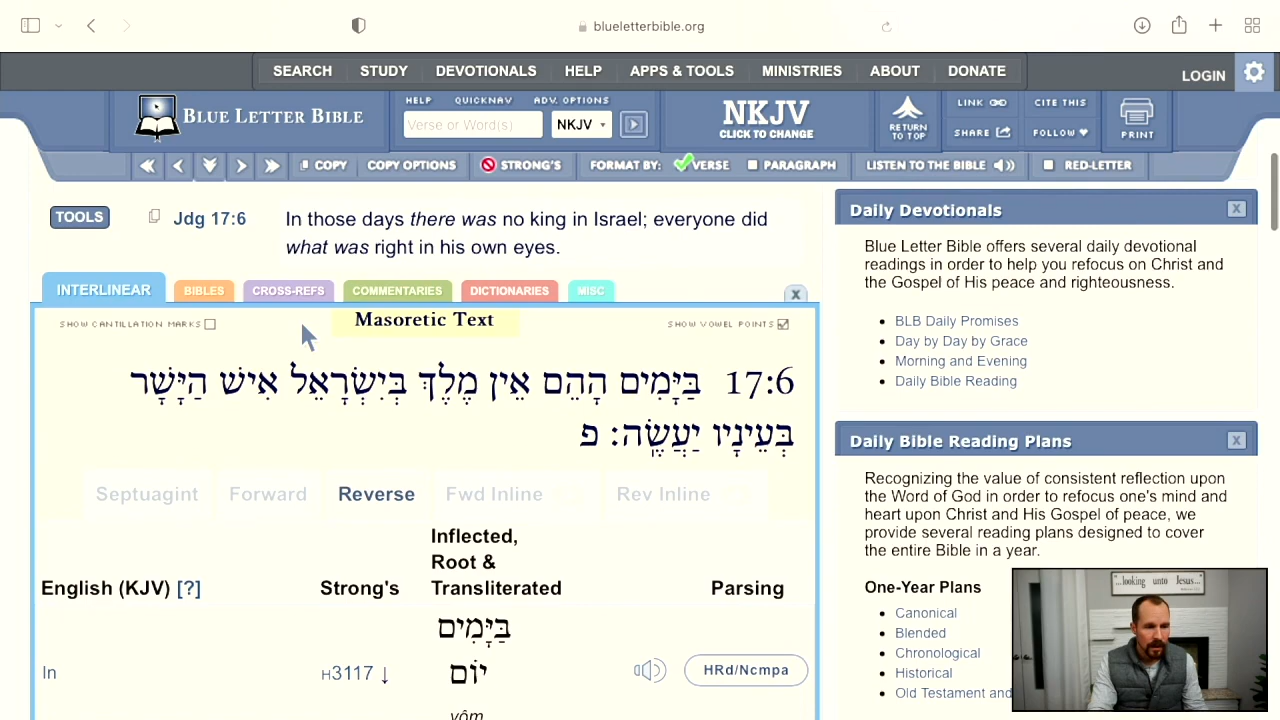 blueletterbible.org
SEARCH STUDY DEVOTIONALS HELP APPS & TOOLS MINISTRIES ABOUT DONATE LOGIN
BLUE LETTER BIBLE
HELP QUICKNAV ADV. OPTIONS
Verse or Word(s) NKJV
NKJV
CLICK TO CHANGE
RETURN
TO TOP
LINK CITE THIS
SHARE FOLLOW
PRINT
COPY COPY OPTIONS STRONG'S FORMAT BY: VERSE PARAGRAPH LISTEN TO THE BIBLE RED-LETTER
TOOLS Jdg 17:6 In those days there was no king in Israel; everyone did
what was right in his own eyes.
INTERLINEAR BIBLES CROSS-REFS COMMENTARIES DICTIONARIES MISC X
SHOW CANTILLATION MARKS Masoretic Text SHOW VOWEL POINTS
17:6 בַּיָּמִים הָהֵם אֵין מֶלֶךְ בְּיִשְׂרָאֵל אִישׁ הַיָּשָׁר
בְּעֵינָיו יַעֲשֶֽׂה׃ פ
Septuagint Forward Reverse Fwd Inline Rev Inline
English (KJV) [?] Strong's Inflected,
Root &
Transliterated Parsing
בַּיָּמִים
In H3117 ↓ יוֹם HRd/Ncmpa
yôm
Daily Devotionals X
Blue Letter Bible offers several daily devotional
readings in order to help you refocus on Christ and
the Gospel of His peace and righteousness.
BLB Daily Promises
Day by Day by Grace
Morning and Evening
Daily Bible Reading
Daily Bible Reading Plans X
Recognizing the value of consistent reflection upon
the Word of God in order to refocus one's mind and
heart upon Christ and His Gospel of peace, we
provide several reading plans designed to cover
the entire Bible in a year.
One-Year Plans
Canonical
Blended
Chronological
Historical
Old Testament and
...looking unto Jesus...